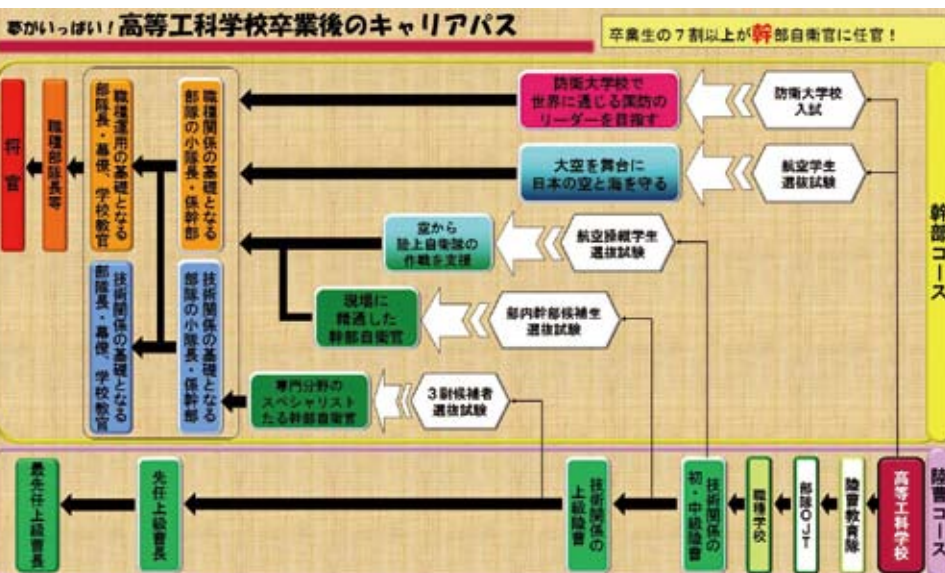 夢がいっぱい！高等工科学校卒業後のキャリアパス
卒業生の７割以上が幹部自衛官に任官！
幹部コース
防衛大学校
入試
防衛大学校で
世界に通じる国防の
リーダーを目指す
航空学生
選抜試験
大空を舞台に
日本の空と海を守る
航空操縦学生
選抜試験
空から
陸上自衛隊の
作戦を支援
部内幹部候補生
選抜試験
現場に
精通した
幹部自衛官
３尉候補者
選抜試験
専門分野の
スペシャリスト
たる幹部自衛官
職種関係の基礎となる
部隊の小隊長・係幹部
職種運用の基礎となる
部隊長・幕僚、学校教官
技術関係の基礎となる
部隊の小隊長・係幹部
技術関係の基礎となる
部隊長・幕僚、学校教官
職種部隊長等
将官
陸曹コース
高等工科学校
陸曹教育隊
部隊ＯＪＴ
職種学校
技術関係の
初・中級陸曹
技術関係の
上級陸曹
先任上級曹長
最先任上級曹長